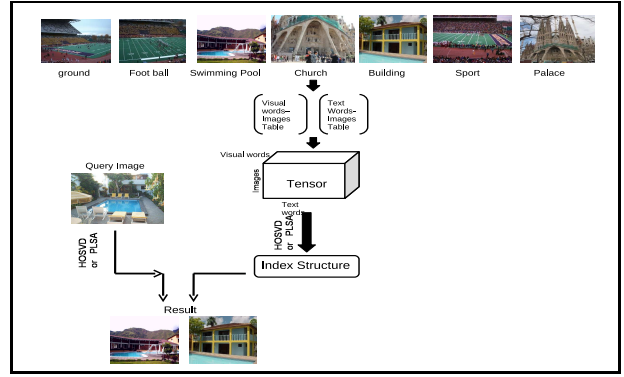 ground Foot ball Swimming Pool Church Building Sport Palace
Visual
words–
Images
Table
Text
Words-
Images
Table
Visual words
Images
Tensor
Text
words
Query Image
HOSVD
or PLSA
HOSVD
or PLSA
Index Structure
Result